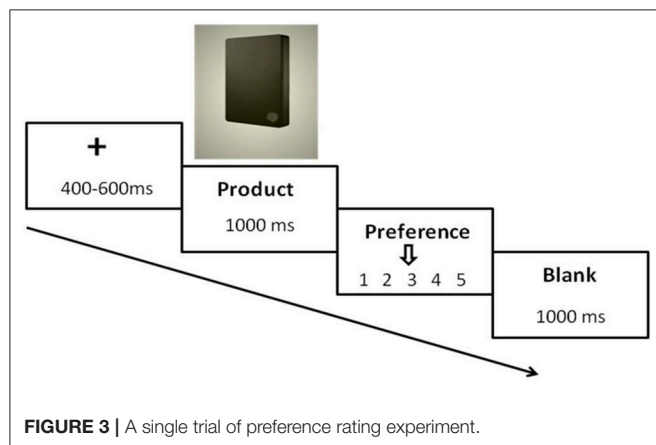 +
400-600ms
Product
1000 ms
Preference
1 2 3 4 5
Blank
1000 ms
FIGURE 3 | A single trial of preference rating experiment.